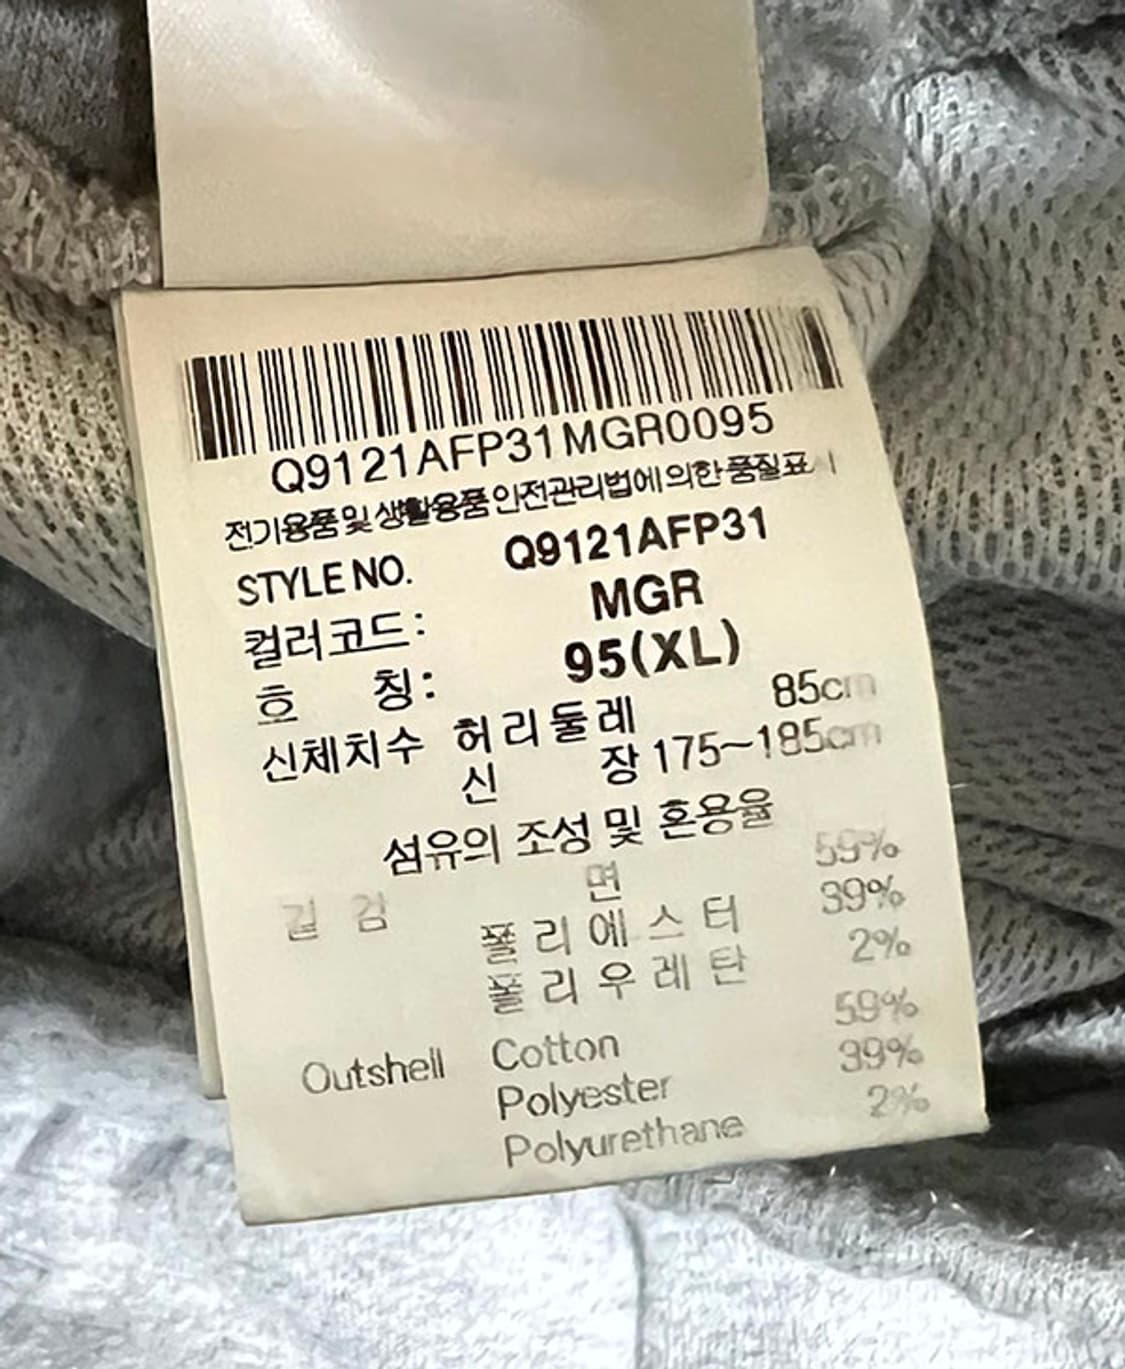 Q9121AFP31MGR0095
전기용품 및 생활용품 안전관리법에 의한 품질표
STYLE NO. Q9121AFP31
컬러코드: MGR
호 칭: 95(XL)
신체치수 허리둘레 85cm
신 장 175~185cm
섬유의 조성 및 혼용율
겉 감 면 59%
폴리에스터 39%
폴리우레탄 2%
Outshell Cotton 59%
Polyester 39%
Polyurethane 2%